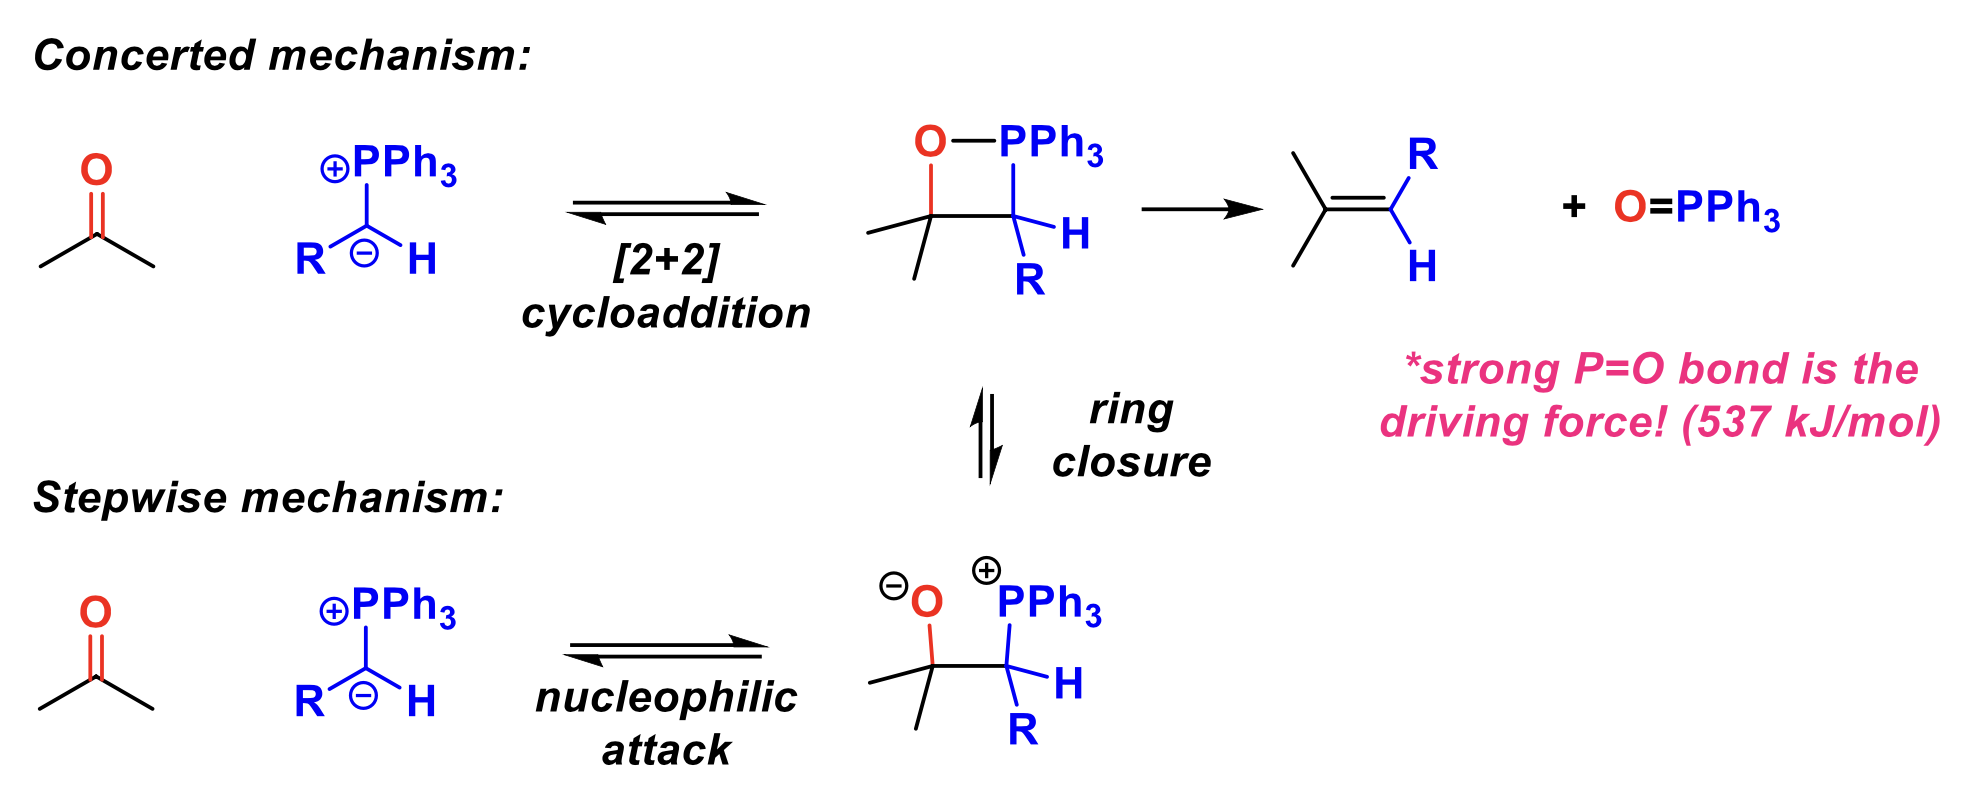 Concerted mechanism:
O
⊕PPh3
R ⊖ H
[2+2]
cycloaddition
O PPh3
H
R
R
H
+ O=PPh3
*strong P=O bond is the
driving force! (537 kJ/mol)
ring
closure
Stepwise mechanism:
O
⊕PPh3
R ⊖ H
nucleophilic
attack
⊖ ⊕
O PPh3
H
R